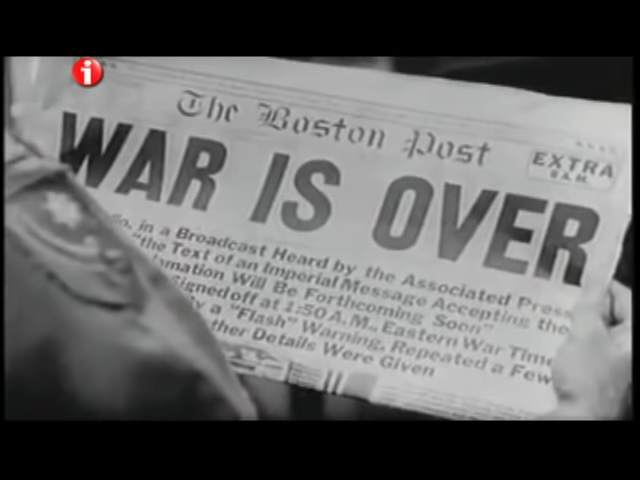 i
The Boston Post
EXTRA
8 A.M.
WAR IS OVER
in a Broadcast Heard by the Associated Press
"the Text of an Imperial Message Accepting the
Will Be Forthcoming Soon"
Signed off at 1:50 A.M., Eastern War Time
a "Flash" Warning, Repeated a Few
Details Were Given